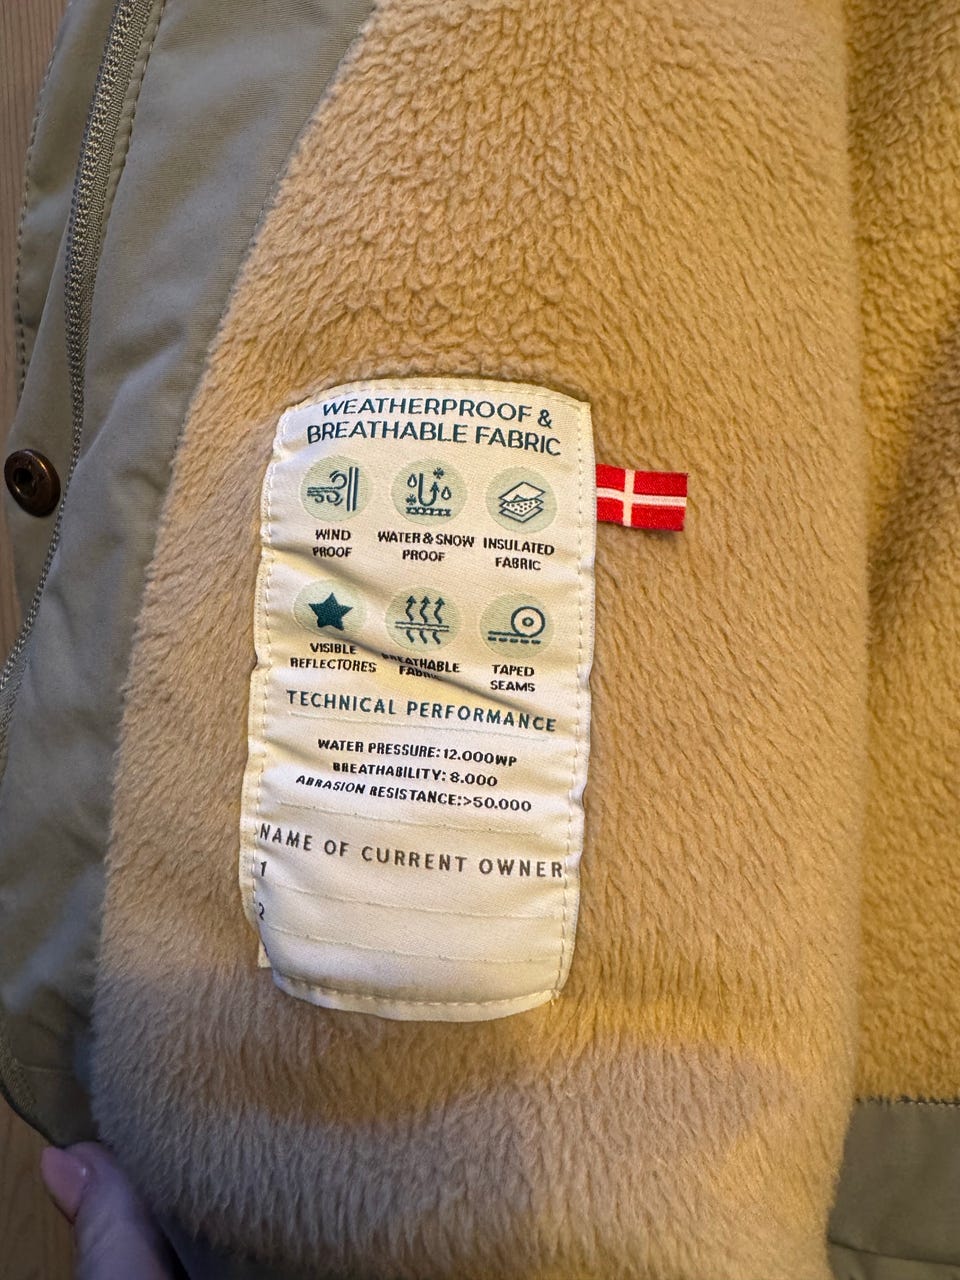 WEATHERPROOF &
BREATHABLE FABRIC
WIND
PROOF
WATER & SNOW
PROOF
INSULATED
FABRIC
VISIBLE
REFLECTORES
BREATHABLE
FABRIC
TAPED
SEAMS
TECHNICAL PERFORMANCE
WATER PRESSURE: 12.000WP
BREATHABILITY: 8.000
ABRASION RESISTANCE:>50.000
NAME OF CURRENT OWNER
1
2